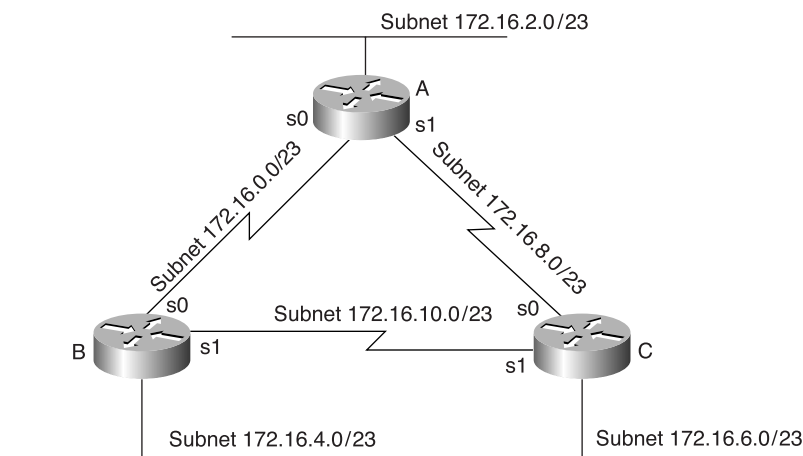 Subnet 172.16.2.0/23
A
s0
s1
Subnet 172.16.0.0/23
Subnet 172.16.8.0/23
s0
Subnet 172.16.10.0/23
s0
B
s1
s1
C
Subnet 172.16.4.0/23
Subnet 172.16.6.0/23